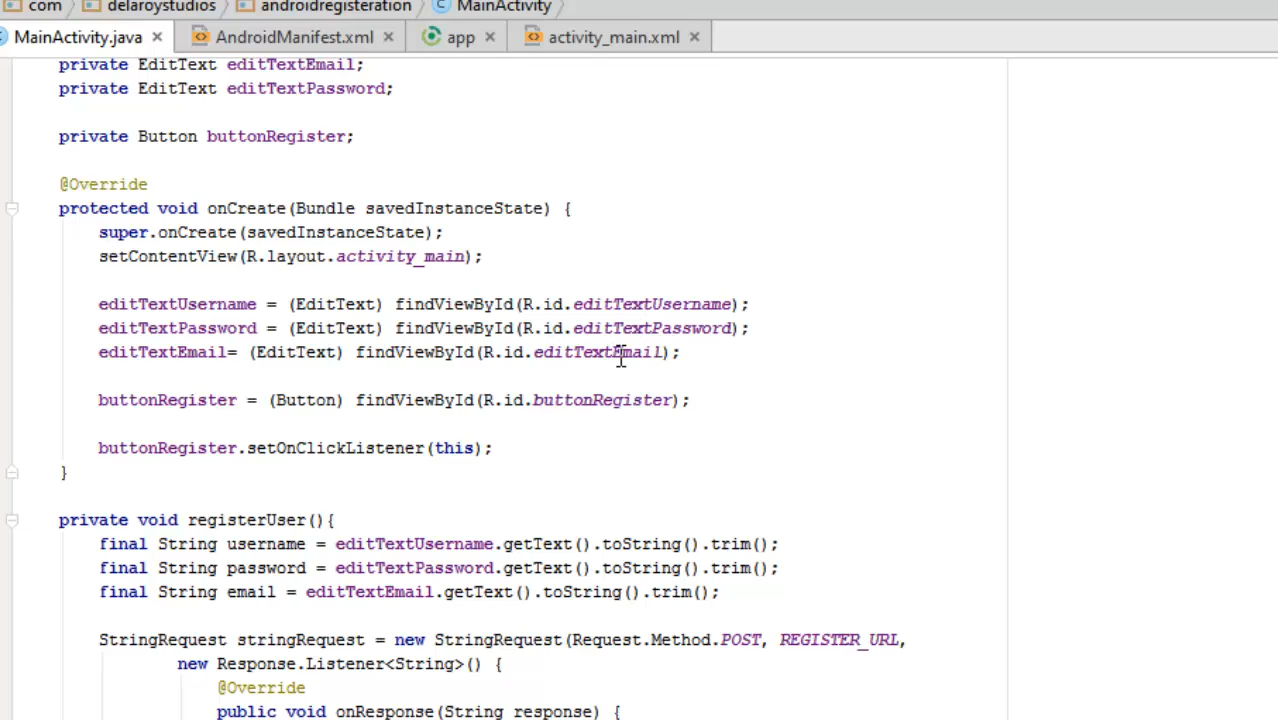 com delaroystudios androidregisteration MainActivity
MainActivity.java AndroidManifest.xml app activity_main.xml
private EditText editTextEmail;
private EditText editTextPassword;
private Button buttonRegister;
@Override
protected void onCreate(Bundle savedInstanceState) {
super.onCreate(savedInstanceState);
setContentView(R.layout.activity_main);
editTextUsername = (EditText) findViewById(R.id.editTextUsername);
editTextPassword = (EditText) findViewById(R.id.editTextPassword);
editTextEmail= (EditText) findViewById(R.id.editTextEmail);
buttonRegister = (Button) findViewById(R.id.buttonRegister);
buttonRegister.setOnClickListener(this);
}
private void registerUser(){
final String username = editTextUsername.getText().toString().trim();
final String password = editTextPassword.getText().toString().trim();
final String email = editTextEmail.getText().toString().trim();
StringRequest stringRequest = new StringRequest(Request.Method.POST, REGISTER_URL,
new Response.Listener<String>() {
@Override
public void onResponse(String response) {